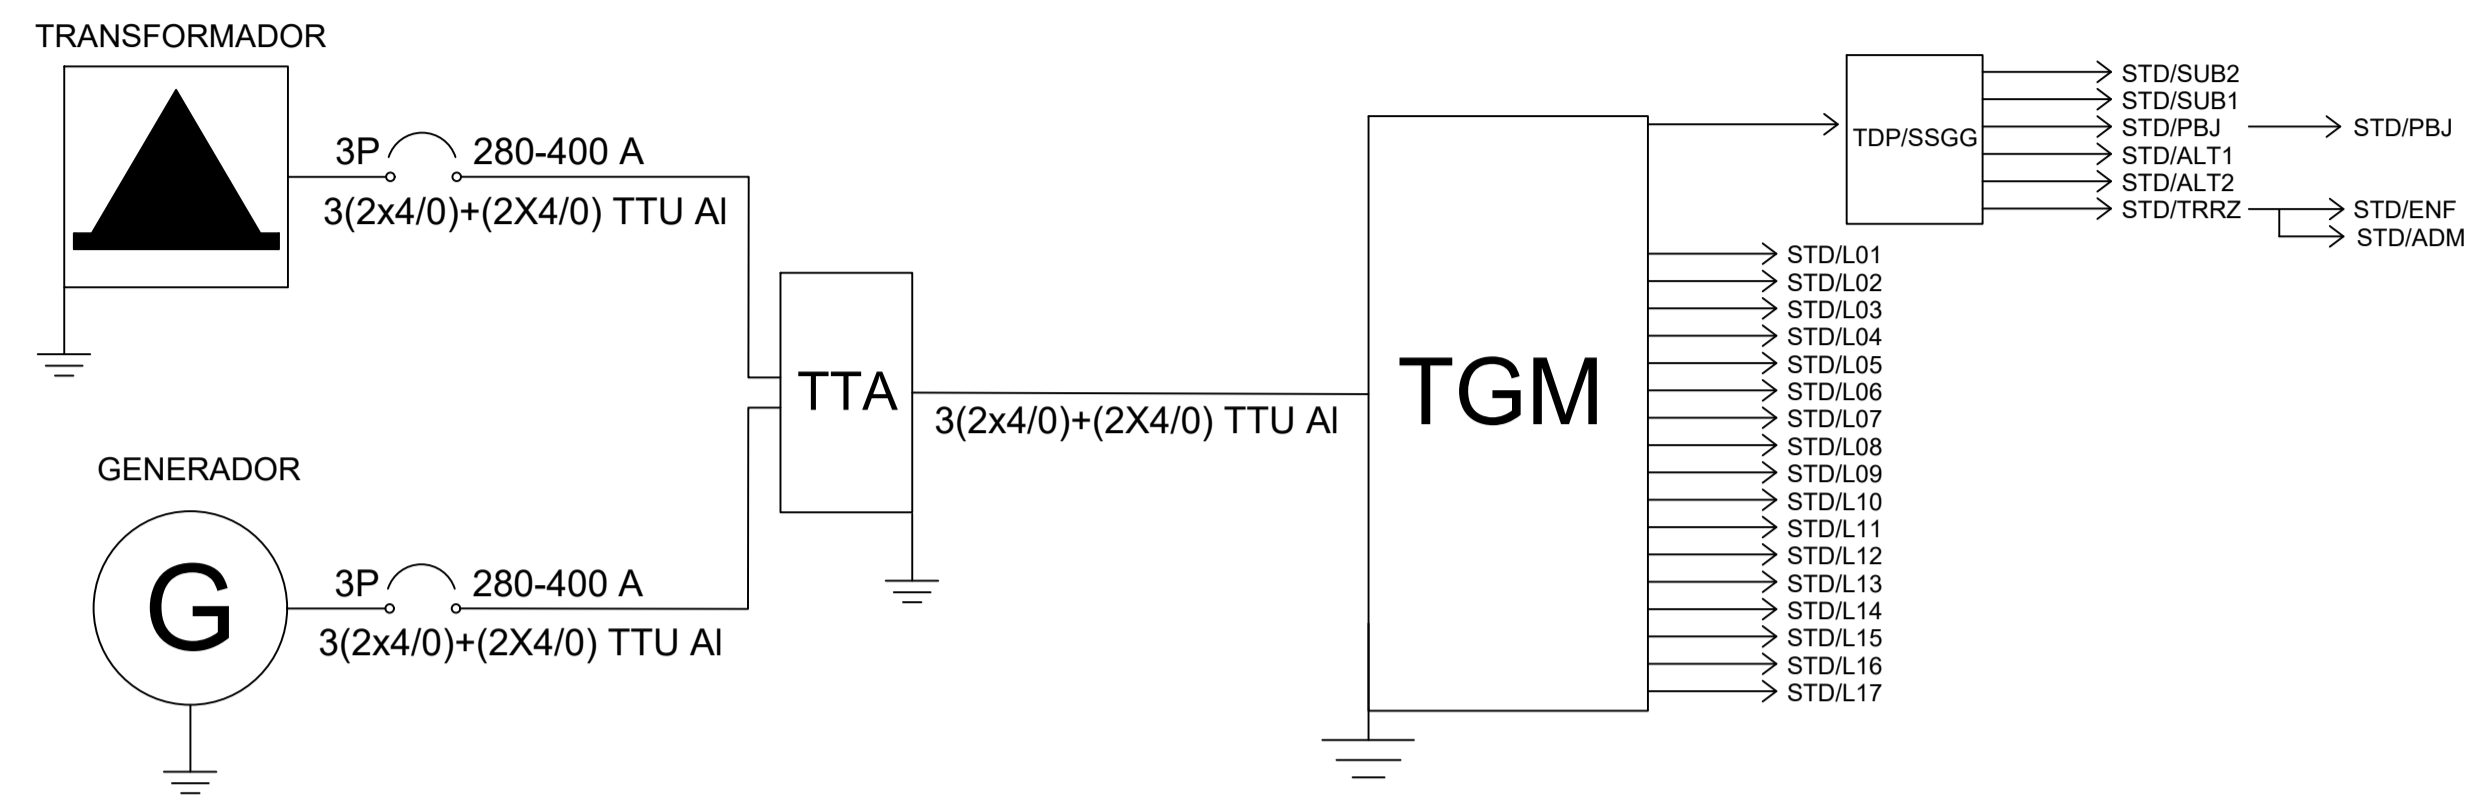 TRANSFORMADOR
3P 280-400 A
3(2x4/0)+(2X4/0) TTU Al
GENERADOR
G
3P 280-400 A
3(2x4/0)+(2X4/0) TTU Al
TTA
3(2x4/0)+(2X4/0) TTU Al
TGM
TDP/SSGG
STD/SUB2
STD/SUB1
STD/PBJ STD/PBJ
STD/ALT1
STD/ALT2
STD/TRRZ STD/ENF
STD/ADM
STD/L01
STD/L02
STD/L03
STD/L04
STD/L05
STD/L06
STD/L07
STD/L08
STD/L09
STD/L10
STD/L11
STD/L12
STD/L13
STD/L14
STD/L15
STD/L16
STD/L17